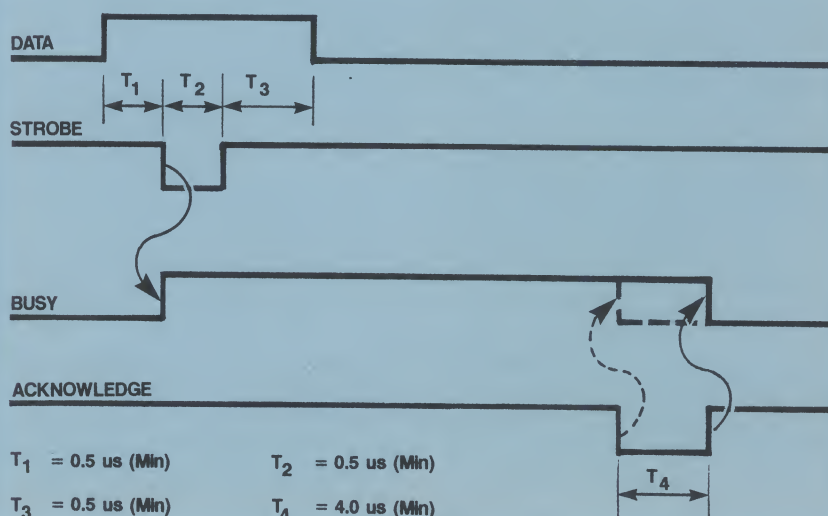 DATA
T1 T2 T3
STROBE
BUSY
ACKNOWLEDGE
T1 = 0.5 us (Min) T2 = 0.5 us (Min)
T4
T3 = 0.5 us (Min) T4 = 4.0 us (Min)